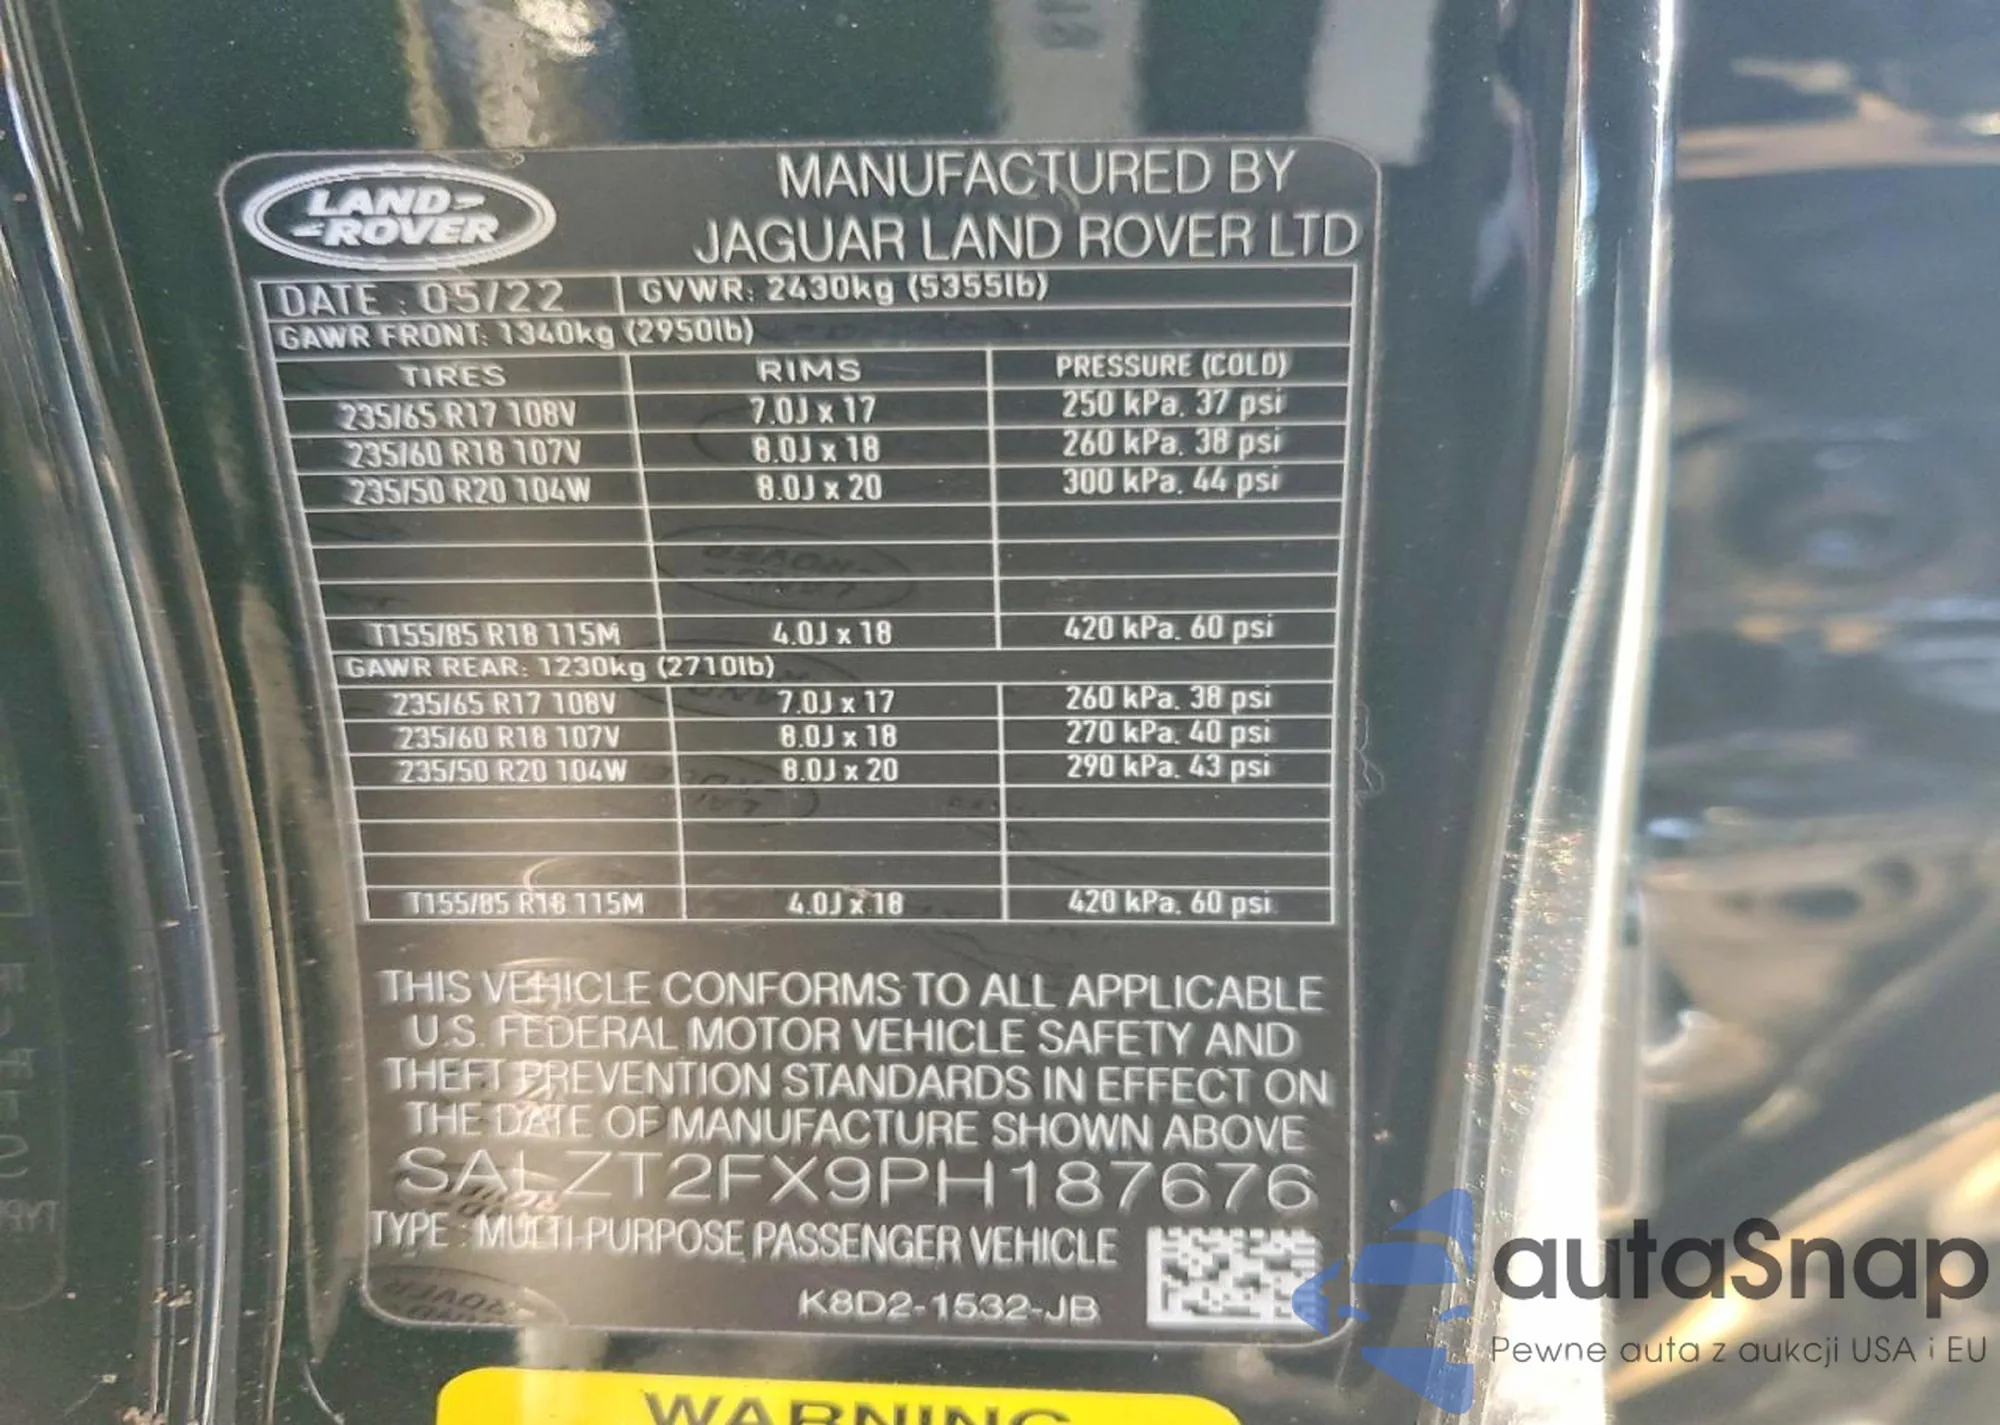 LAND-
-ROVER
MANUFACTURED BY
JAGUAR LAND ROVER LTD
DATE : 05/22 GVWR: 2430kg (5355lb)
GAWR FRONT: 1340kg (2950lb)
TIRES RIMS PRESSURE (COLD)
235/65 R17 108V 7.0J x 17 250 kPa. 37 psi
235/60 R18 107V 8.0J x 18 260 kPa. 38 psi
235/50 R20 104W 8.0J x 20 300 kPa. 44 psi
T155/85 R18 115M 4.0J x 18 420 kPa. 60 psi
GAWR REAR: 1230kg (2710lb)
235/65 R17 108V 7.0J x 17 260 kPa. 38 psi
235/60 R18 107V 8.0J x 18 270 kPa. 40 psi
235/50 R20 104W 8.0J x 20 290 kPa. 43 psi
T155/85 R18 115M 4.0J x 18 420 kPa. 60 psi
THIS VEHICLE CONFORMS TO ALL APPLICABLE
U.S. FEDERAL MOTOR VEHICLE SAFETY AND
THEFT PREVENTION STANDARDS IN EFFECT ON
THE DATE OF MANUFACTURE SHOWN ABOVE
SALZT2FX9PH187676
TYPE : MULTI-PURPOSE PASSENGER VEHICLE
K8D2-1532-JB
WARNING
autaSnap
Pewne auta z aukcji USA i EU